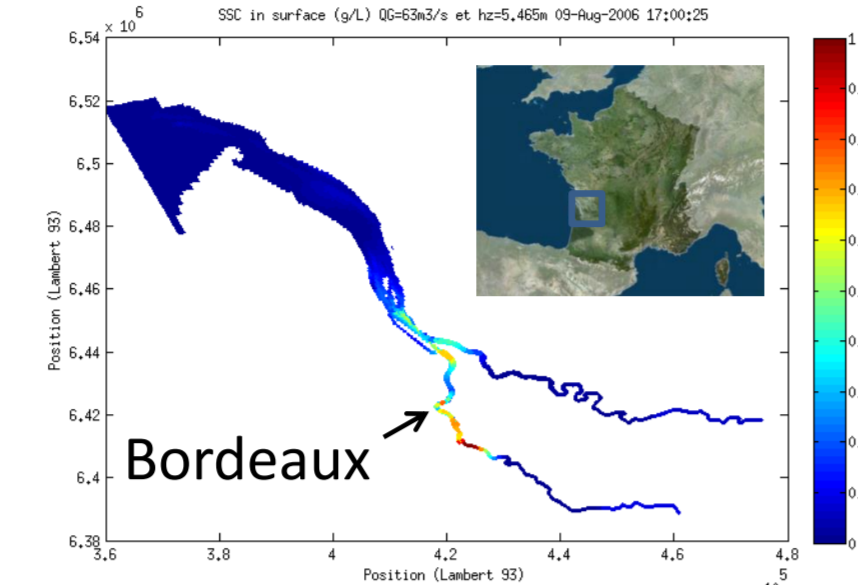 SSC in surface (g/L) QG=63m3/s et hz=5.465m 09-Aug-2006 17:00:25
x 10 6
6.54
6.52
6.5
6.48
6.46
6.44
6.42
6.4
6.38
Position (Lambert 93)
Bordeaux
3.6 3.8 4 4.2 4.4 4.6 4.8
5
Position (Lambert 93)
1
0